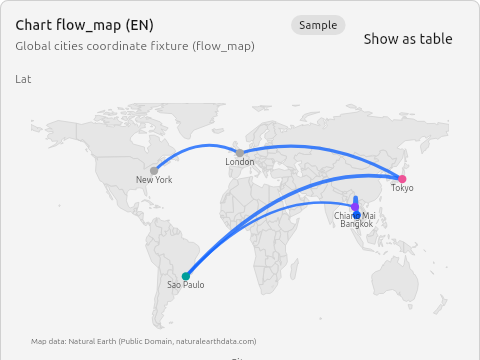 Chart flow_map (EN)
Sample
Show as table
Global cities coordinate fixture (flow_map)
Lat
London
New York
Tokyo
Chiang Mai
Bangkok
Sao Paulo
Map data: Natural Earth (Public Domain, naturalearthdata.com)